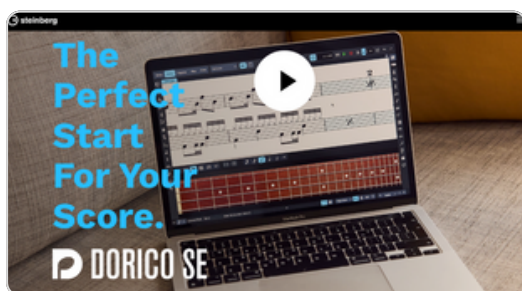 steinberg
The
Perfect
Start
For Your
Score.
DORICO SE